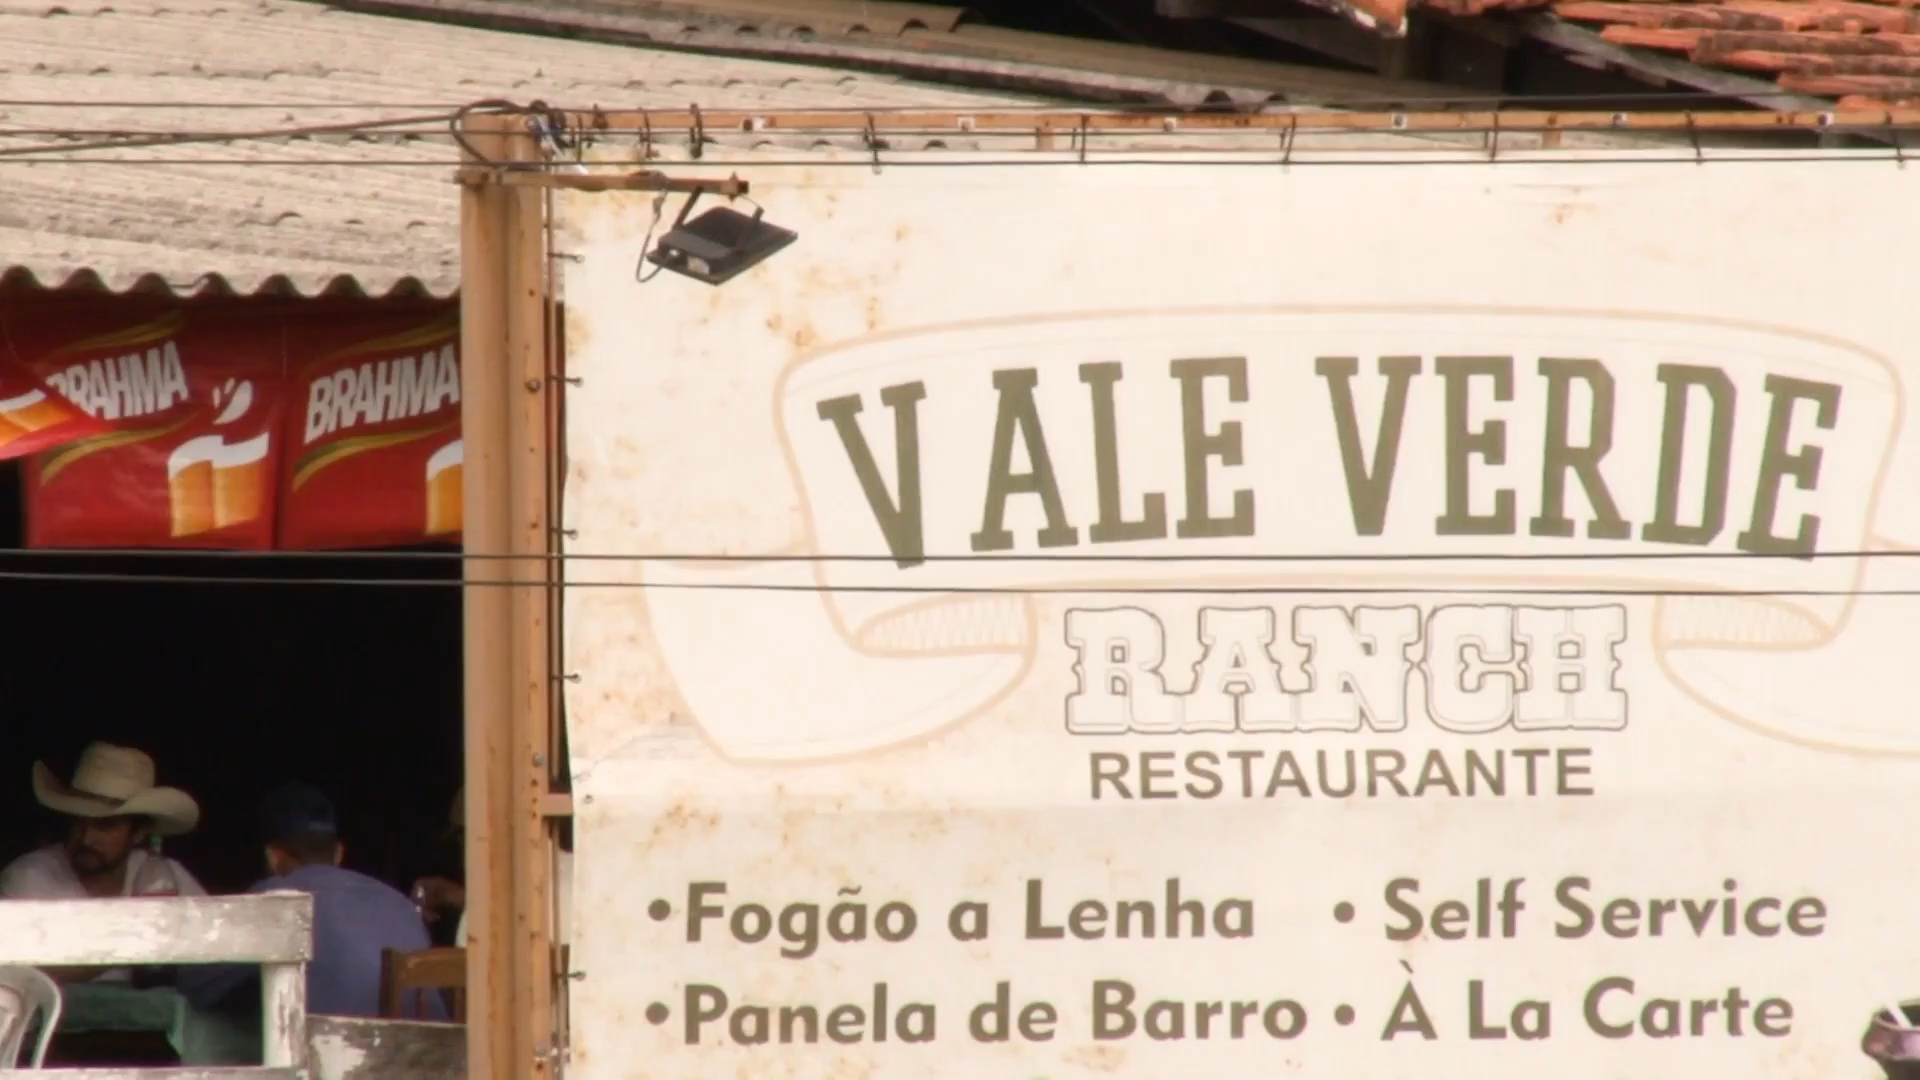 BRAHMA
BRAHMA
VALE VERDE
RANCH
RESTAURANTE
•Fogão a Lenha • Self Service
•Panela de Barro • À La Carte